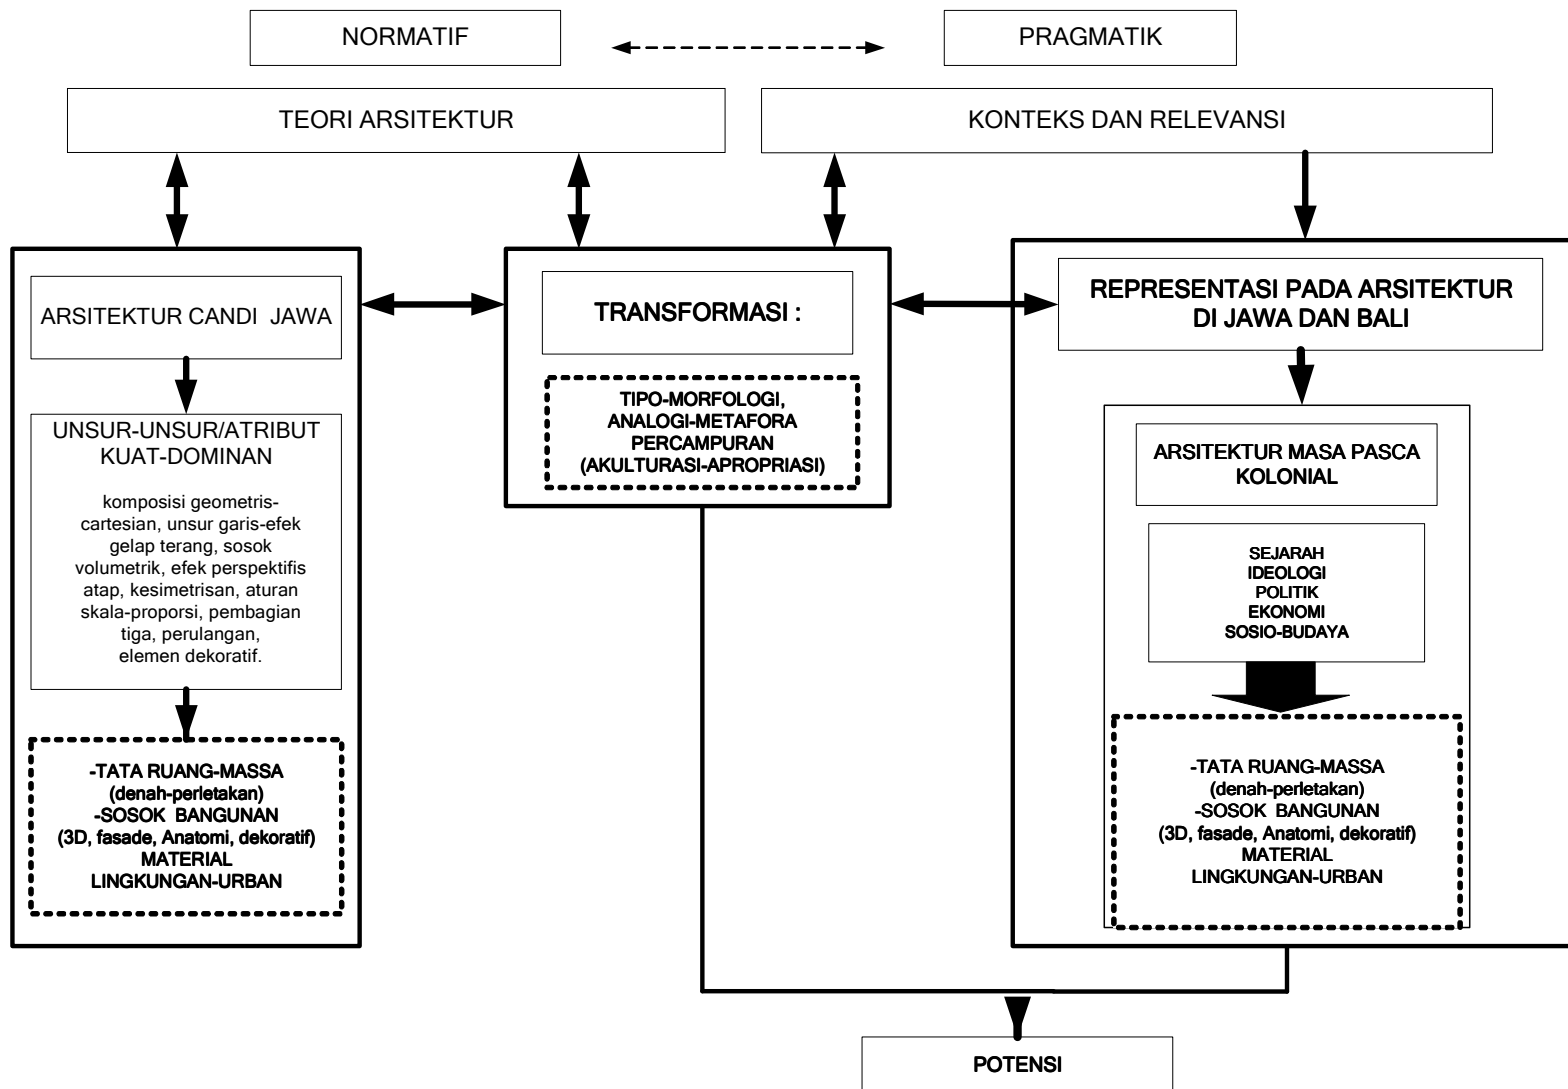 NORMATIF
PRAGMATIK
TEORI ARSITEKTUR
KONTEKS DAN RELEVANSI
ARSITEKTUR CANDI JAWA
UNSUR-UNSUR/ATRIBUT
KUAT-DOMINAN
komposisi geometris-
cartesian, unsur garis-efek
gelap terang, sosok
volumetrik, efek perspektifis
atap, kesimetrisan, aturan
skala-proporsi, pembagian
tiga, perulangan,
elemen dekoratif.
-TATA RUANG-MASSA
(denah-perletakan)
-SOSOK BANGUNAN
(3D, fasade, Anatomi, dekoratif)
MATERIAL
LINGKUNGAN-URBAN
TRANSFORMASI :
TIPO-MORFOLOGI,
ANALOGI-METAFORA
PERCAMPURAN
(AKULTURASI-APROPRIASI)
REPRESENTASI PADA ARSITEKTUR
DI JAWA DAN BALI
ARSITEKTUR MASA PASCA
KOLONIAL
SEJARAH
IDEOLOGI
POLITIK
EKONOMI
SOSIO-BUDAYA
-TATA RUANG-MASSA
(denah-perletakan)
-SOSOK BANGUNAN
(3D, fasade, Anatomi, dekoratif)
MATERIAL
LINGKUNGAN-URBAN
POTENSI